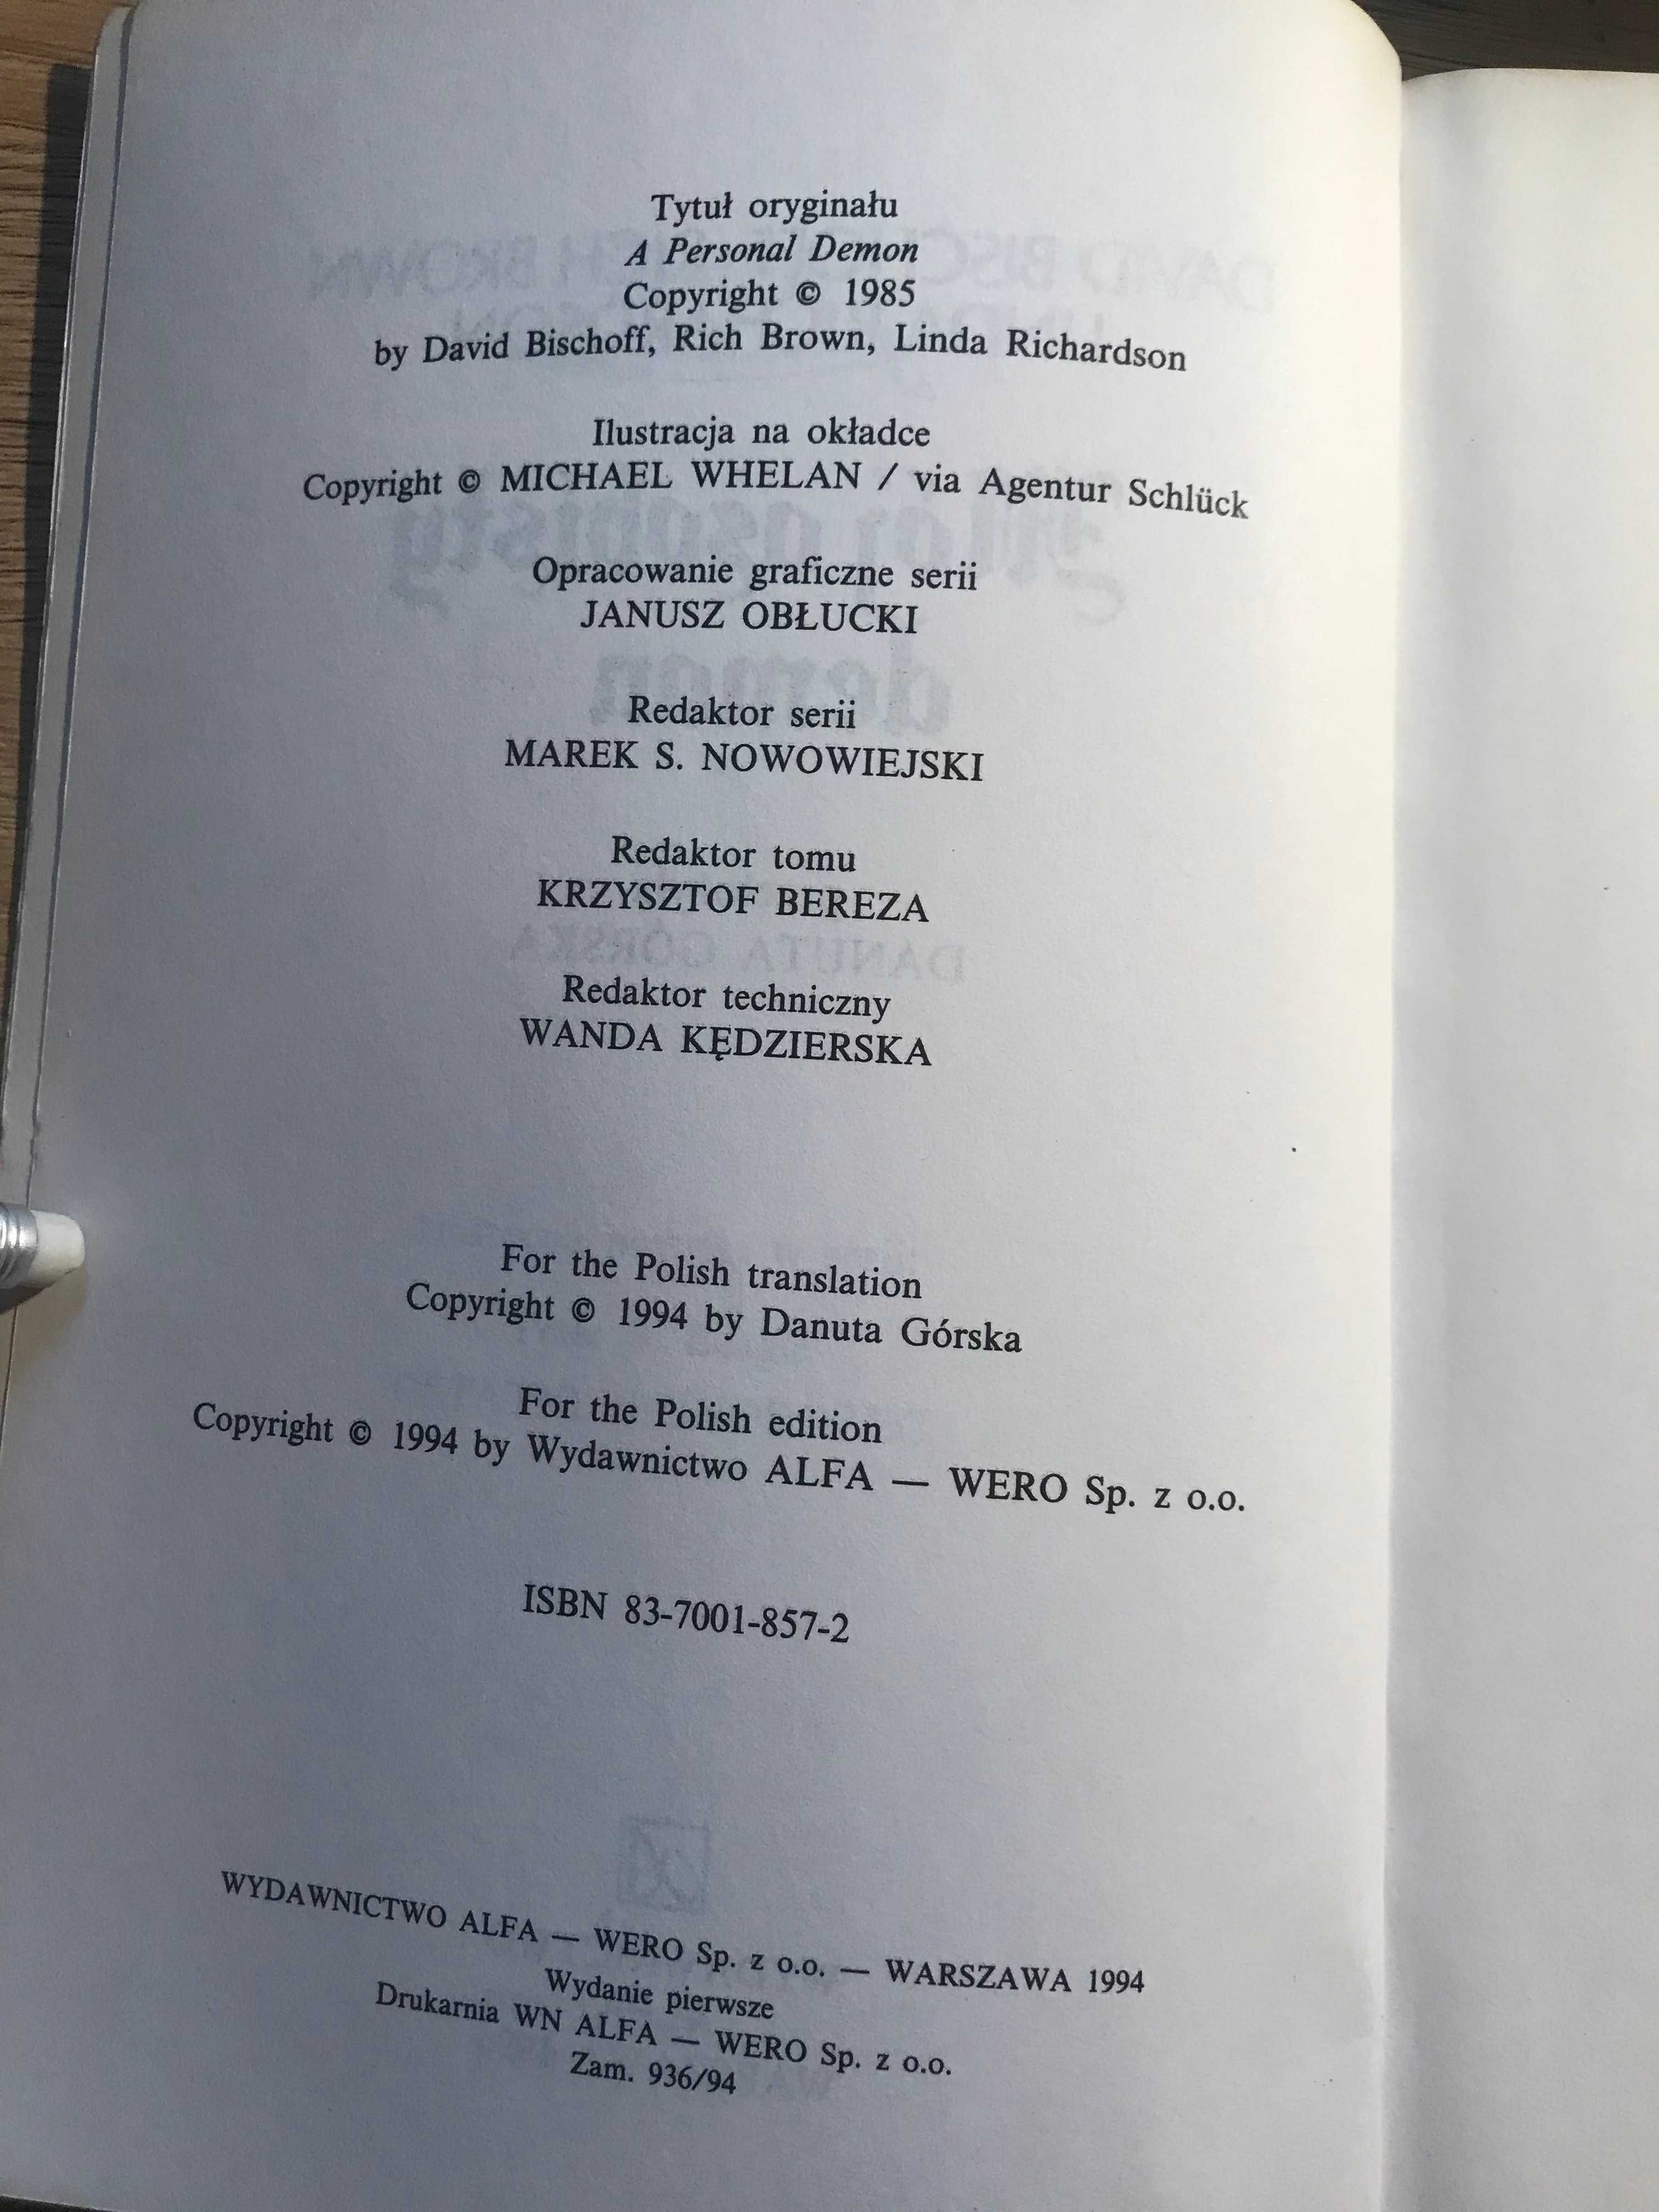 Tytuł oryginału
A Personal Demon
Copyright © 1985
by David Bischoff, Rich Brown, Linda Richardson
Ilustracja na okładce
Copyright © MICHAEL WHELAN / via Agentur Schlück
Opracowanie graficzne serii
JANUSZ OBŁUCKI
Redaktor serii
MAREK S. NOWOWIEJSKI
Redaktor tomu
KRZYSZTOF BEREZA
Redaktor techniczny
WANDA KĘDZIERSKA
For the Polish translation
Copyright © 1994 by Danuta Górska
For the Polish edition
Copyright © 1994 by Wydawnictwo ALFA — WERO Sp. z o.o.
ISBN 83-7001-857-2
WYDAWNICTWO ALFA — WERO Sp. z o.o. — WARSZAWA 1994
Wydanie pierwsze
Drukarnia WN ALFA — WERO Sp. z o.o.
Zam. 936/94